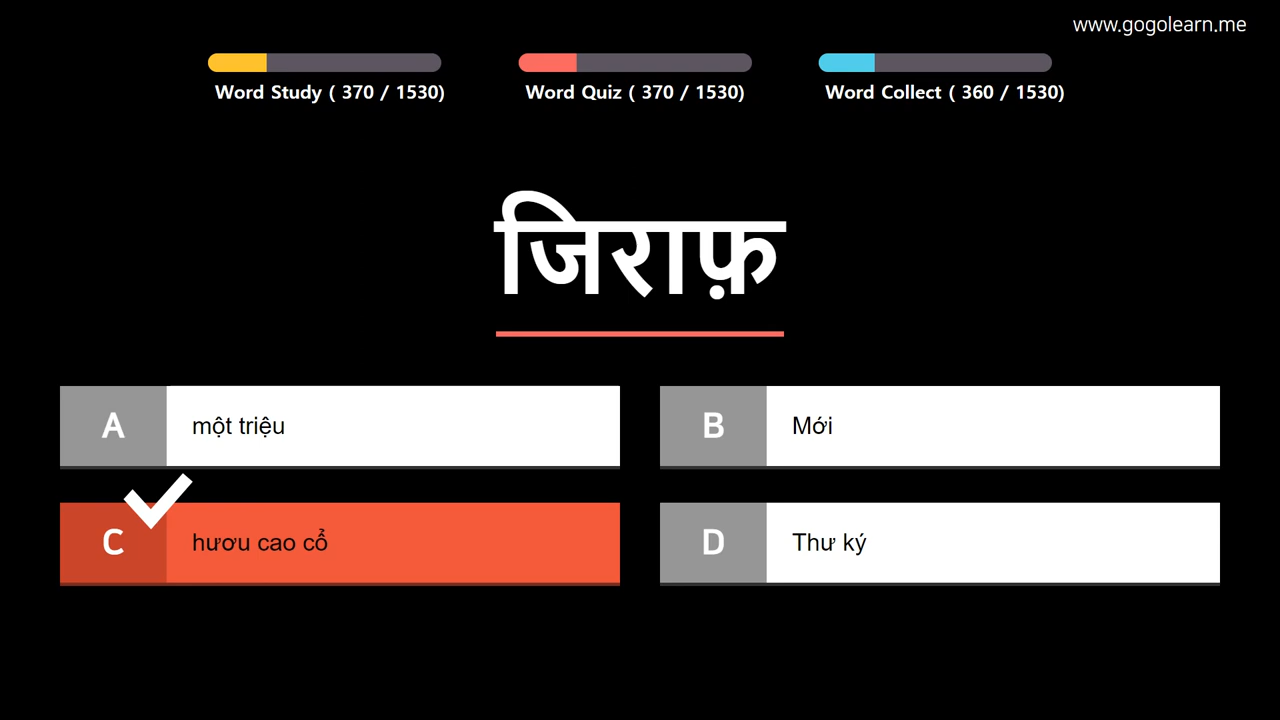 www.gogolearn.me
Word Study ( 370 / 1530)
Word Quiz ( 370 / 1530)
Word Collect ( 360 / 1530)
जिराफ़
A một triệu
B Mới
C hươu cao cổ
D Thư ký